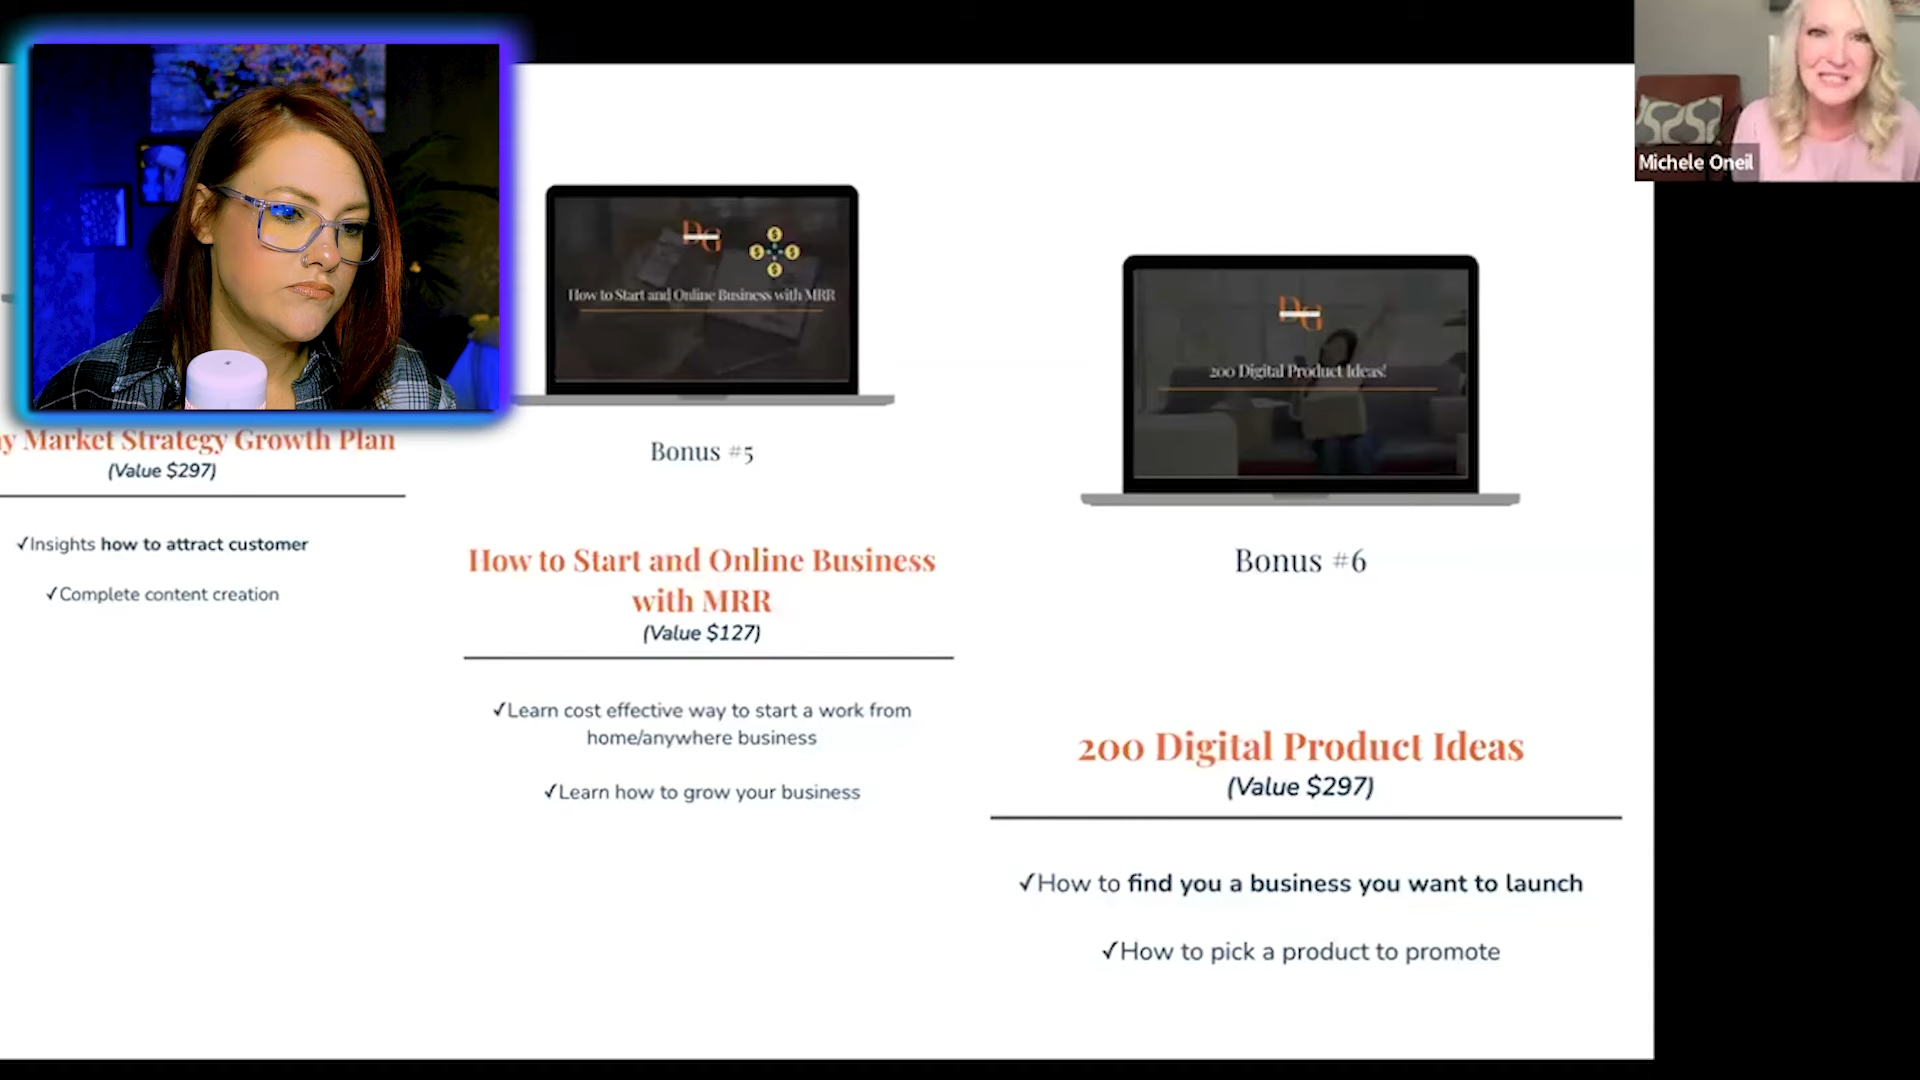 Michele Oneil
y Market Strategy Growth Plan
(Value $297)
✓Insights how to attract customer
✓Complete content creation
DG
How to Start and Online Business with MRR
Bonus #5
How to Start and Online Business
with MRR
(Value $127)
✓Learn cost effective way to start a work from
home/anywhere business
✓Learn how to grow your business
DG
200 Digital Product Ideas!
Bonus #6
200 Digital Product Ideas
(Value $297)
✓How to find you a business you want to launch
✓How to pick a product to promote